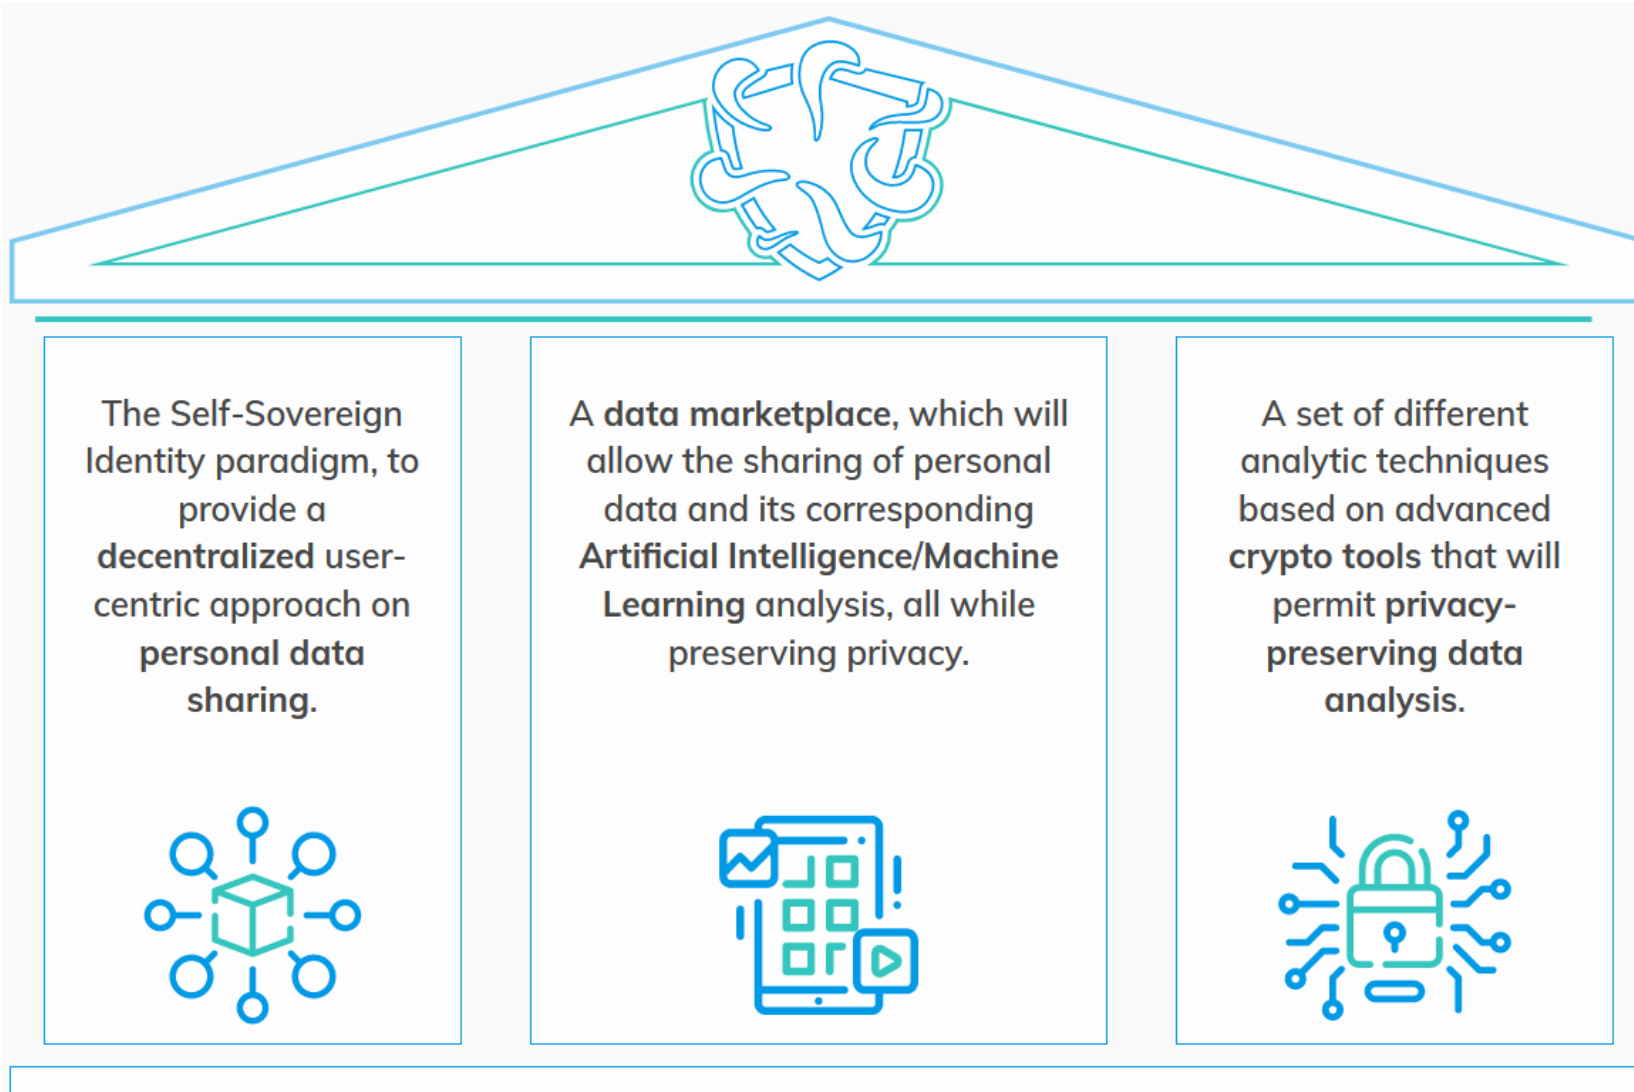 The Self-Sovereign
Identity paradigm, to
provide a
decentralized user-
centric approach on
personal data
sharing.
A data marketplace, which will
allow the sharing of personal
data and its corresponding
Artificial Intelligence/Machine
Learning analysis, all while
preserving privacy.
A set of different
analytic techniques
based on advanced
crypto tools that will
permit privacy-
preserving data
analysis.